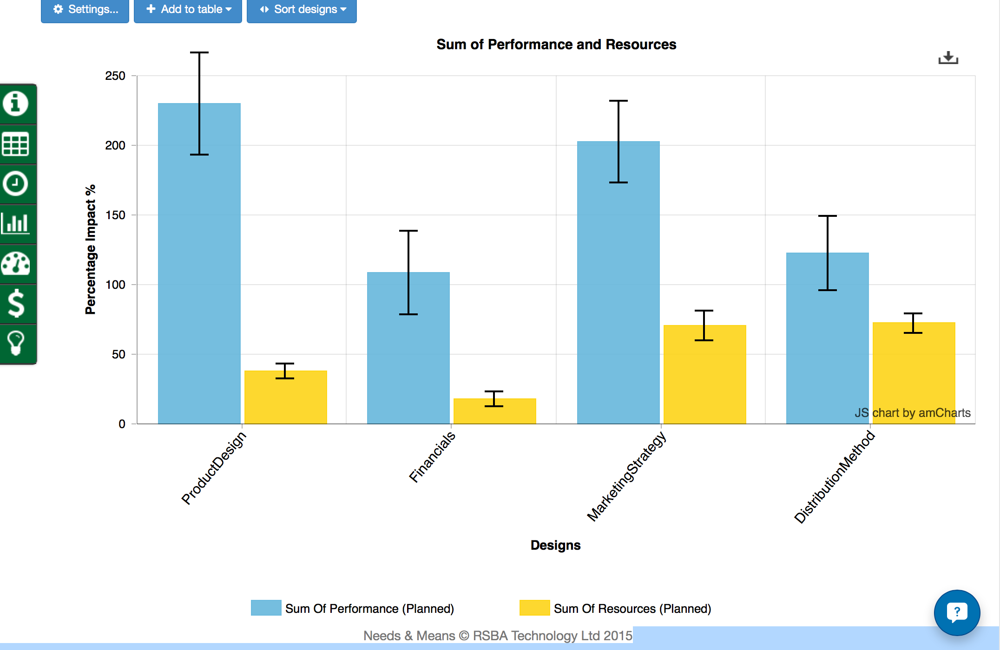 Settings... Add to table Sort designs
Sum of Performance and Resources
250
200
150
100
50
0
Percentage Impact %
JS chart by amCharts
ProductDesign
Financials
MarketingStrategy
DistributionMethod
Designs
Sum Of Performance (Planned) Sum Of Resources (Planned)
?
Needs & Means © RSBA Technology Ltd 2015